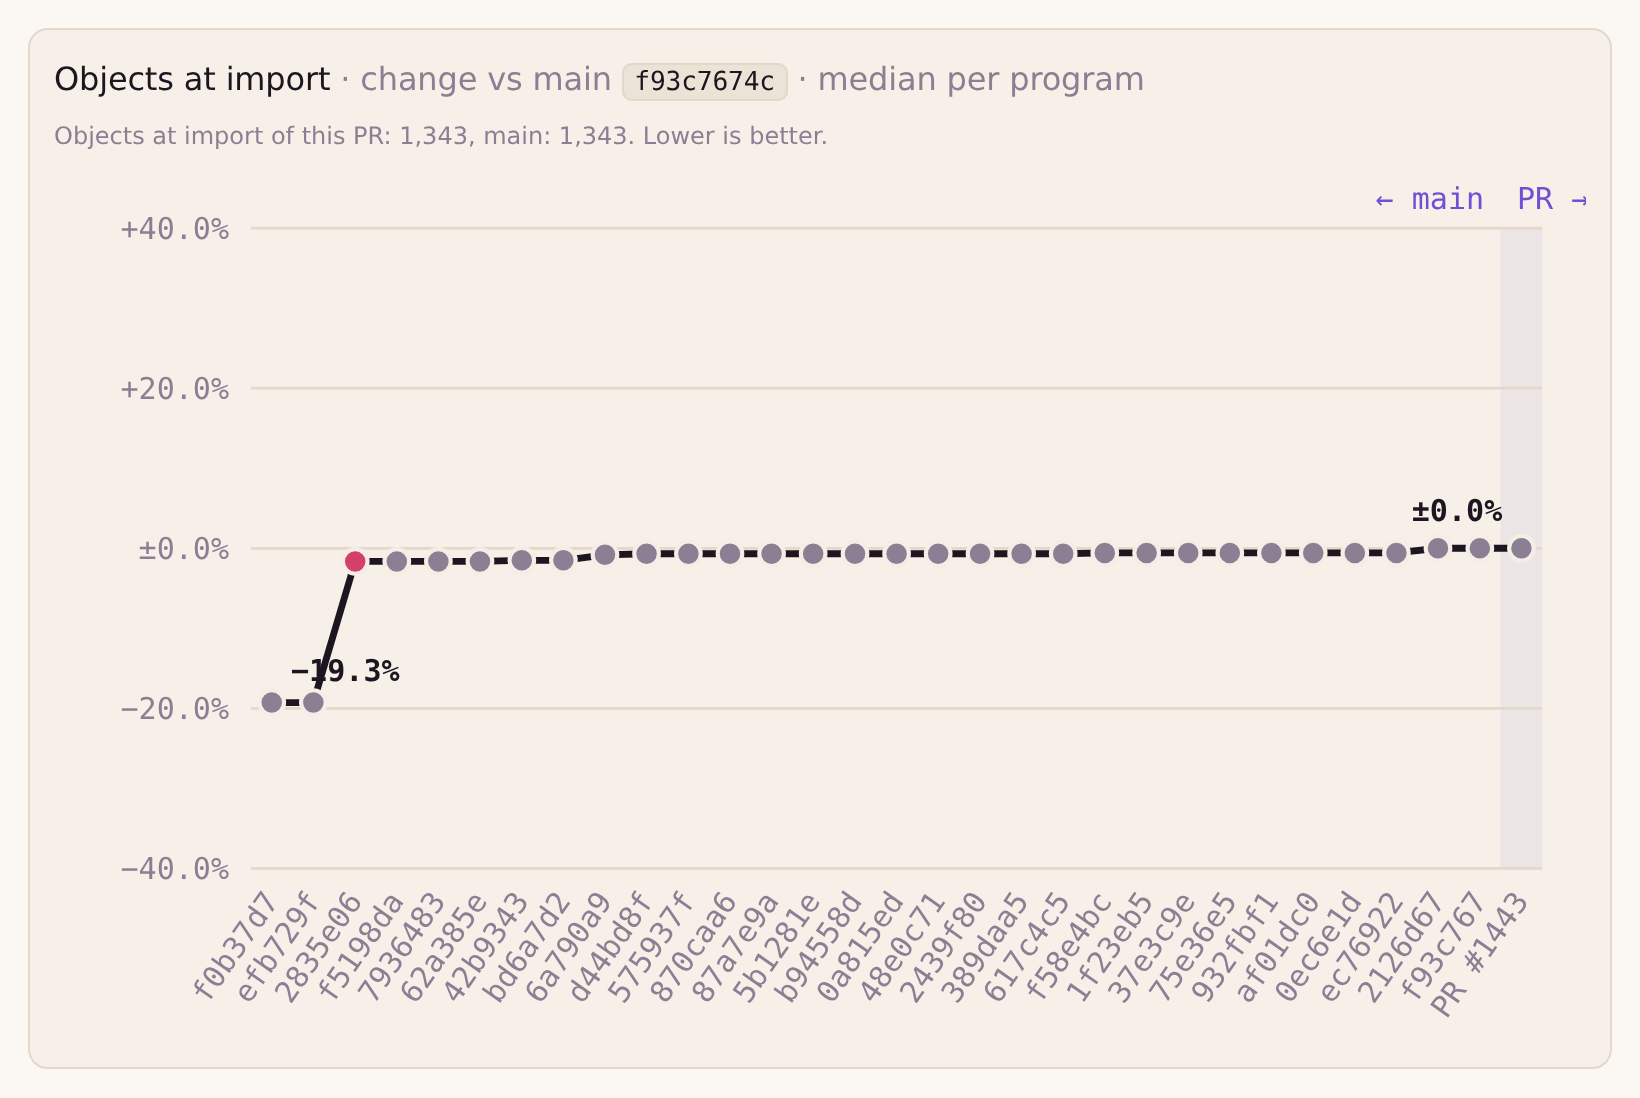 Objects at import · change vs main f93c7674c · median per program
Objects at import of this PR: 1,343, main: 1,343. Lower is better.
← main PR →
+40.0%
+20.0%
±0.0%
−20.0%
−40.0%
−19.3%
±0.0%
f0b37d7
efb729f
2835e06
f5198da
7936483
62a385e
42b9343
bd6a7d2
6a790a9
d44bd8f
575937f
870caa6
87a7e9a
5b1281e
b94558d
0a815ed
48e0c71
2439f80
389daa5
617c4c5
f58e4bc
1f23eb5
37e3c9e
75e36e5
932fbf1
af01dc0
0ec6e1d
ec76922
2126d67
f93c767
PR #1443